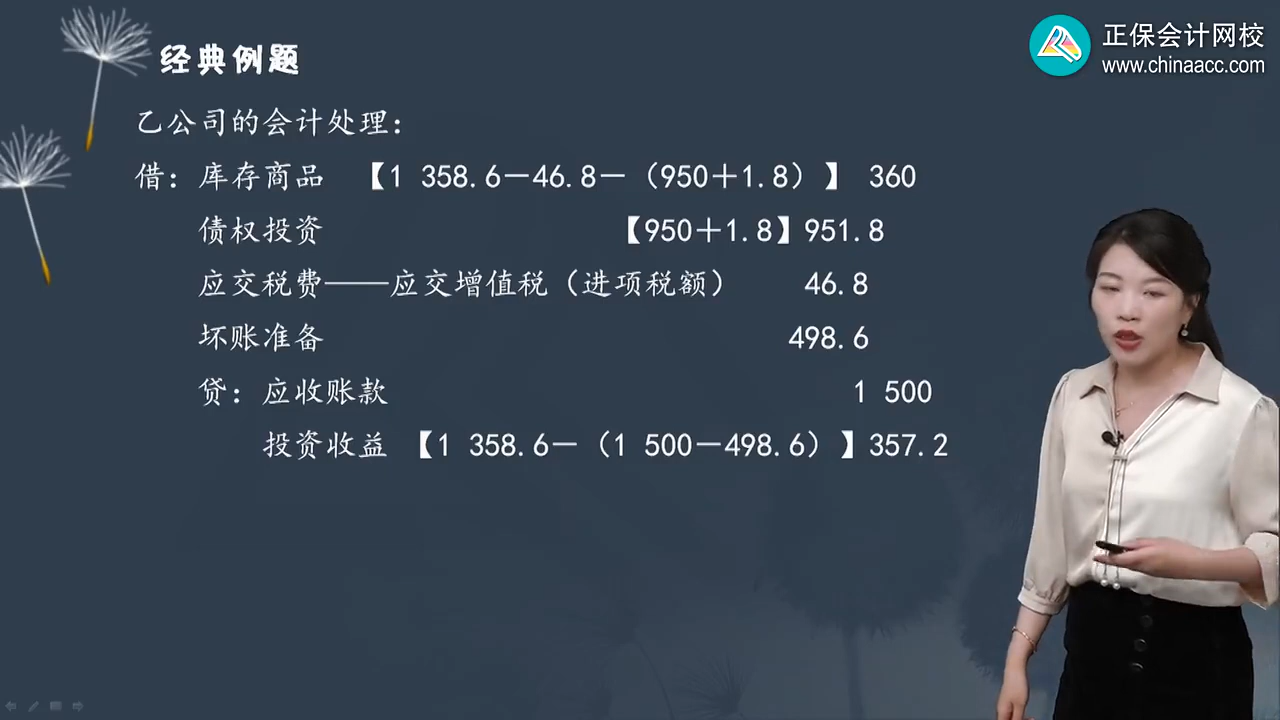 经典例题
正保会计网校
www.chinaacc.com
乙公司的会计处理：
借：库存商品 【1 358.6－46.8－（950＋1.8）】 360
债权投资 【950＋1.8】951.8
应交税费——应交增值税（进项税额） 46.8
坏账准备 498.6
贷：应收账款 1 500
投资收益 【1 358.6－（1 500－498.6）】357.2